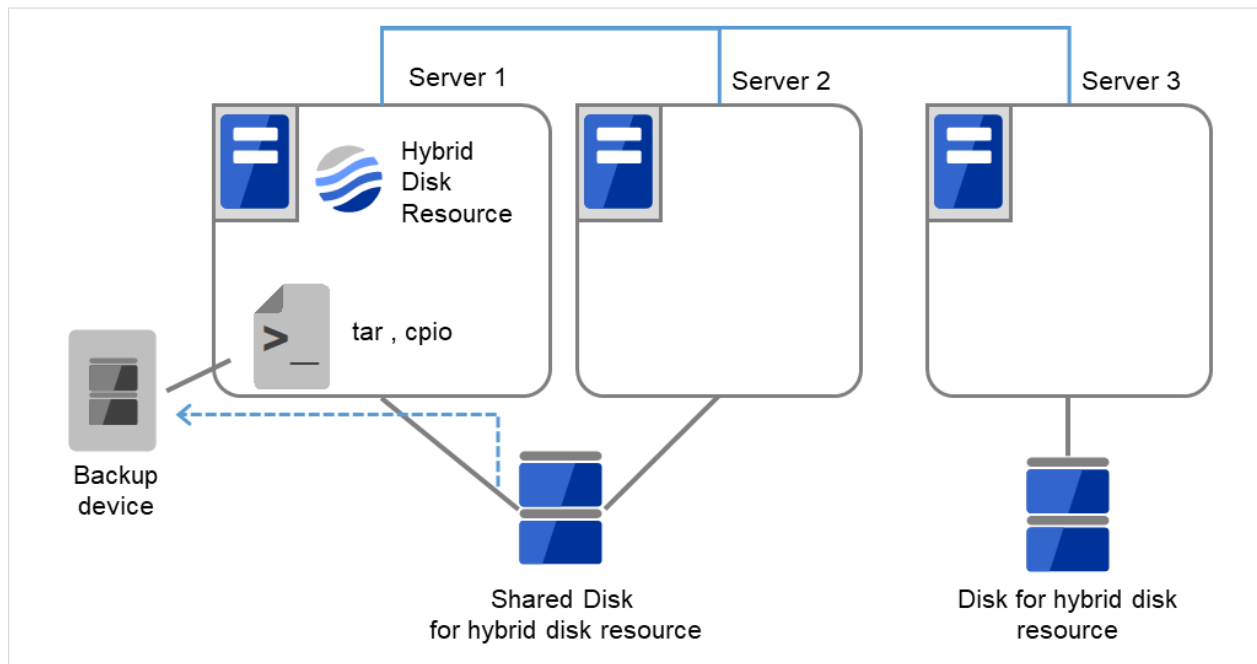 Server 1
Server 2
Server 3
Hybrid
Disk
Resource
>_
tar , cpio
Backup
device
Shared Disk
for hybrid disk resource
Disk for hybrid disk
resource